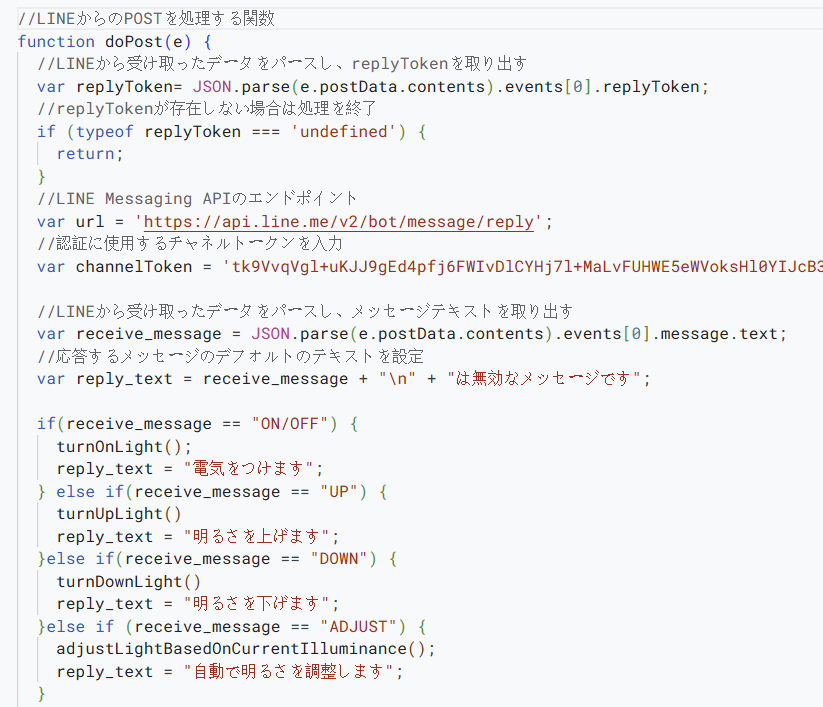 //LINEからのPOSTを処理する関数
function doPost(e) {
//LINEから受け取ったデータをパースし、replyTokenを取り出す
var replyToken= JSON.parse(e.postData.contents).events[0].replyToken;
//replyTokenが存在しない場合は処理を終了
if (typeof replyToken === 'undefined') {
return;
}
//LINE Messaging APIのエンドポイント
var url = 'https://api.line.me/v2/bot/message/reply';
//認証に使用するチャネルトークンを入力
var channelToken = 'tk9VvqVgl+uKJJ9gEd4pfj6FWIvDlCYHj7l+MaLvFUHWE5eWVoksHl0YIJcB3
//LINEから受け取ったデータをパースし、メッセージテキストを取り出す
var receive_message = JSON.parse(e.postData.contents).events[0].message.text;
//応答するメッセージのデフォルトのテキストを設定
var reply_text = receive_message + "\n" + "は無効なメッセージです";
if(receive_message == "ON/OFF") {
turnOnLight();
reply_text = "電気をつけます";
} else if(receive_message == "UP") {
turnUpLight()
reply_text = "明るさを上げます";
}else if(receive_message == "DOWN") {
turnDownLight()
reply_text = "明るさを下げます";
}else if (receive_message == "ADJUST") {
adjustLightBasedOnCurrentIlluminance();
reply_text = "自動で明るさを調整します";
}